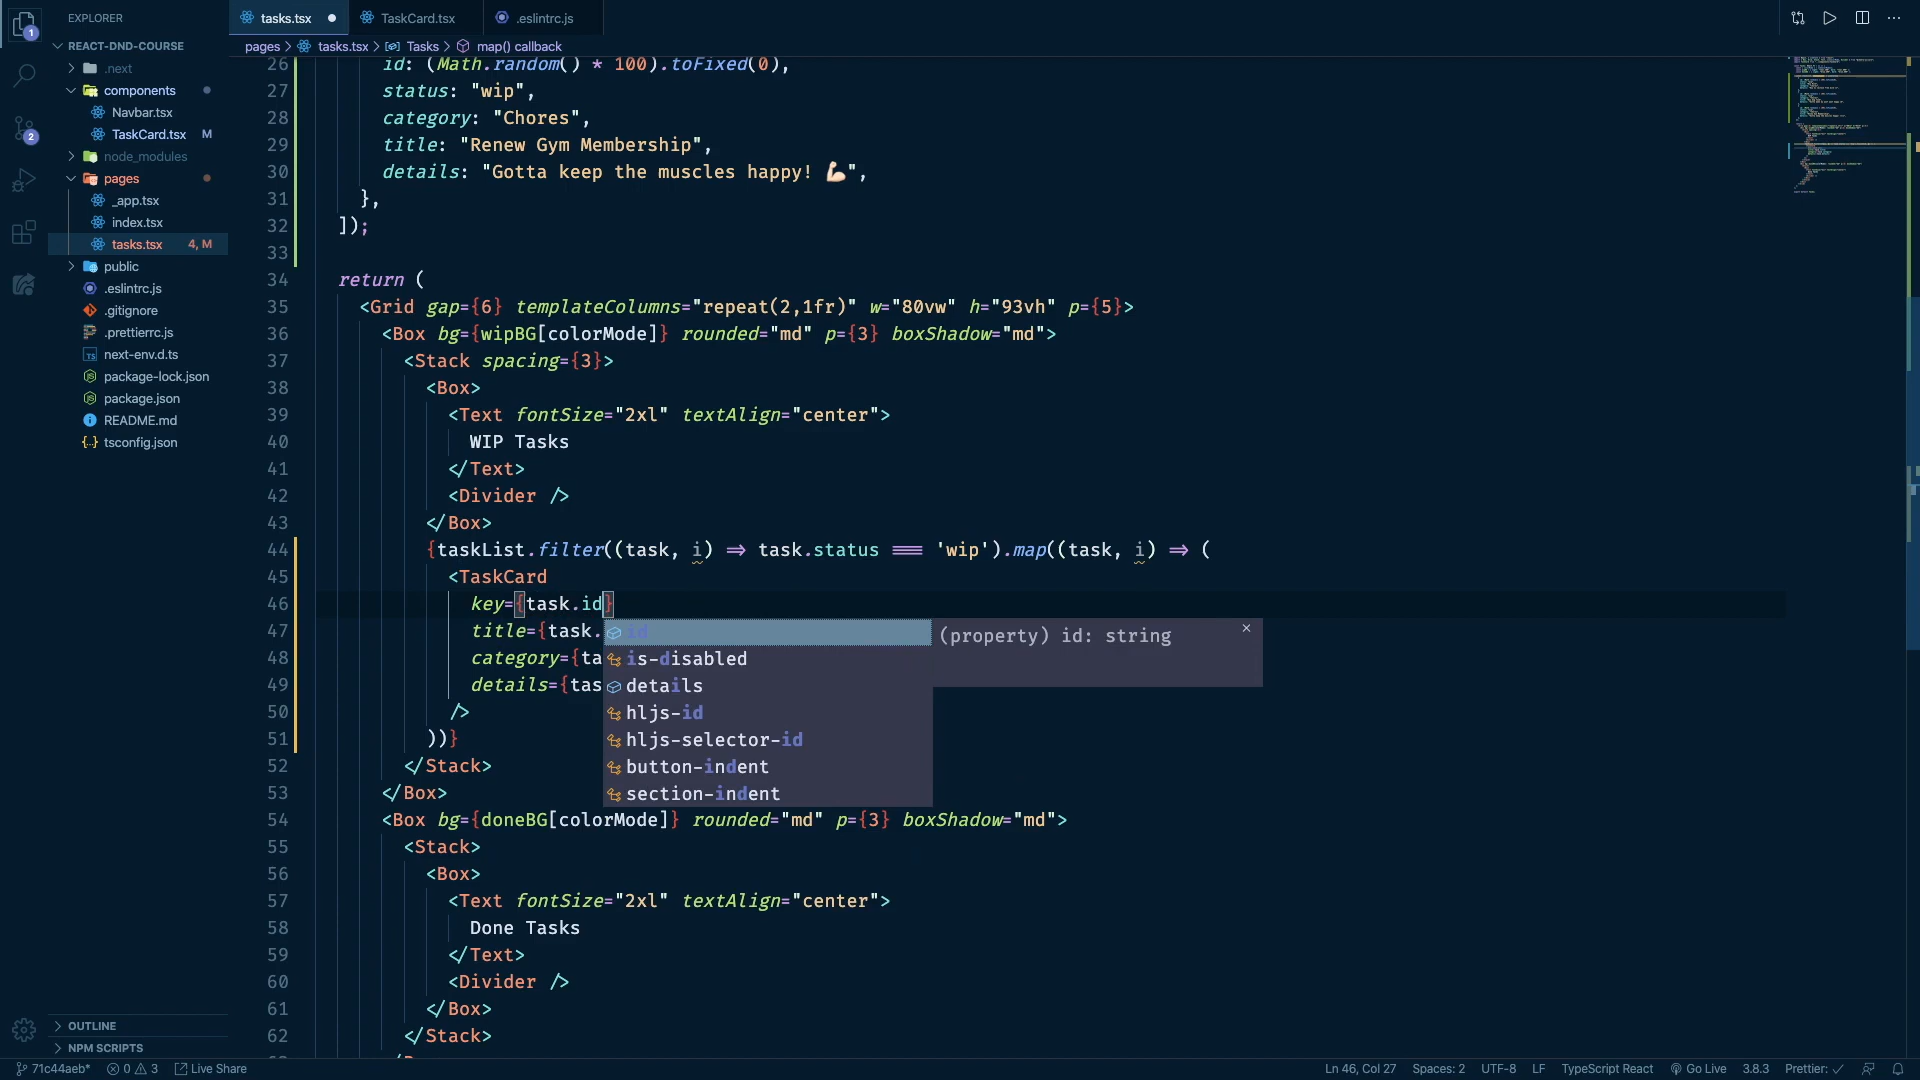 EXPLORER
tasks.tsx
TaskCard.tsx
.eslintrc.js
REACT-DND-COURSE
pages > tasks.tsx > Tasks > map() callback
.next
components
Navbar.tsx
TaskCard.tsx M
node_modules
pages
_app.tsx
index.tsx
tasks.tsx 4, M
public
.eslintrc.js
.gitignore
.prettierrc.js
next-env.d.ts
package-lock.json
package.json
README.md
tsconfig.json
OUTLINE
NPM SCRIPTS
1
2
26 id: (Math.random() * 100).toFixed(0),
27 status: "wip",
28 category: "Chores",
29 title: "Renew Gym Membership",
30 details: "Gotta keep the muscles happy! 💪🏻",
31 },
32 ]);
33
34 return (
35 <Grid gap={6} templateColumns="repeat(2,1fr)" w="80vw" h="93vh" p={5}>
36 <Box bg={wipBG[colorMode]} rounded="md" p={3} boxShadow="md">
37 <Stack spacing={3}>
38 <Box>
39 <Text fontSize="2xl" textAlign="center">
40 WIP Tasks
41 </Text>
42 <Divider />
43 </Box>
44 {taskList.filter((task, i) => task.status === 'wip').map((task, i) => (
45 <TaskCard
46 key={task.id}
47 title={task.
48 category={ta
49 details={tas
50 />
51 ))}
52 </Stack>
53 </Box>
54 <Box bg={doneBG[colorMode]} rounded="md" p={3} boxShadow="md">
55 <Stack>
56 <Box>
57 <Text fontSize="2xl" textAlign="center">
58 Done Tasks
59 </Text>
60 <Divider />
61 </Box>
62 </Stack>
id
(property) id: string
is-disabled
details
hljs-id
hljs-selector-id
button-indent
section-indent
71c44aeb* 0 3 Live Share
Ln 46, Col 27 Spaces: 2 UTF-8 LF TypeScript React Go Live 3.8.3 Prettier: ✓